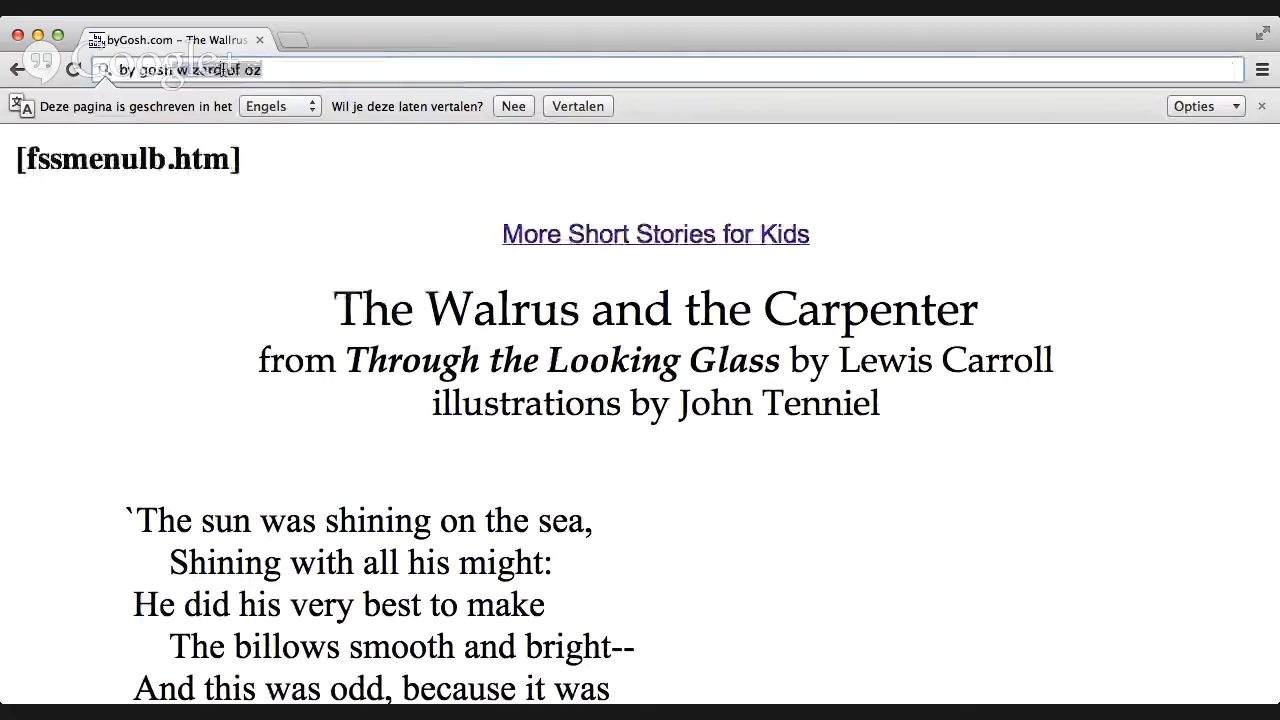 byGosh.com – The Wallrus
Google+
by gosh wizard of oz
Deze pagina is geschreven in het Engels Wil je deze laten vertalen? Nee Vertalen Opties
[fssmenulb.htm]
More Short Stories for Kids
The Walrus and the Carpenter
from Through the Looking Glass by Lewis Carroll
illustrations by John Tenniel
`The sun was shining on the sea,
Shining with all his might:
He did his very best to make
The billows smooth and bright--
And this was odd, because it was